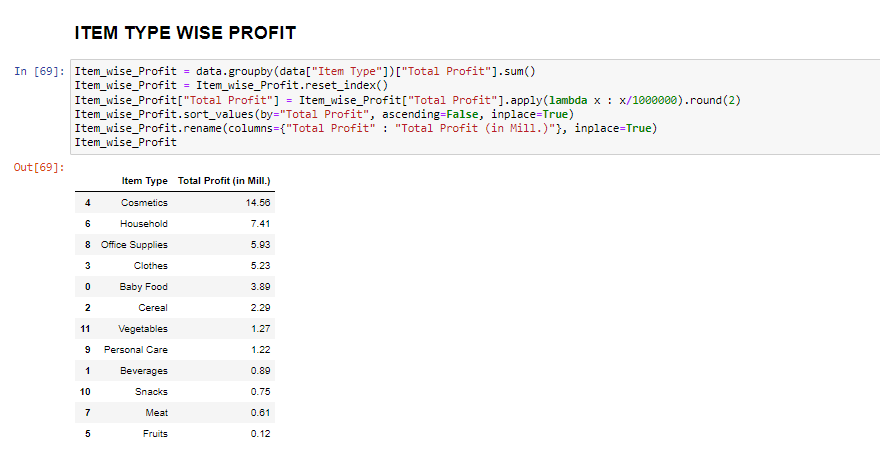 ITEM TYPE WISE PROFIT
In [69]: Item_wise_Profit = data.groupby(data["Item Type"])["Total Profit"].sum()
Item_wise_Profit = Item_wise_Profit.reset_index()
Item_wise_Profit["Total Profit"] = Item_wise_Profit["Total Profit"].apply(lambda x : x/1000000).round(2)
Item_wise_Profit.sort_values(by="Total Profit", ascending=False, inplace=True)
Item_wise_Profit.rename(columns={"Total Profit" : "Total Profit (in Mill.)"}, inplace=True)
Item_wise_Profit
Out[69]:
Item Type Total Profit (in Mill.)
4 Cosmetics 14.56
6 Household 7.41
8 Office Supplies 5.93
3 Clothes 5.23
0 Baby Food 3.89
2 Cereal 2.29
11 Vegetables 1.27
9 Personal Care 1.22
1 Beverages 0.89
10 Snacks 0.75
7 Meat 0.61
5 Fruits 0.12